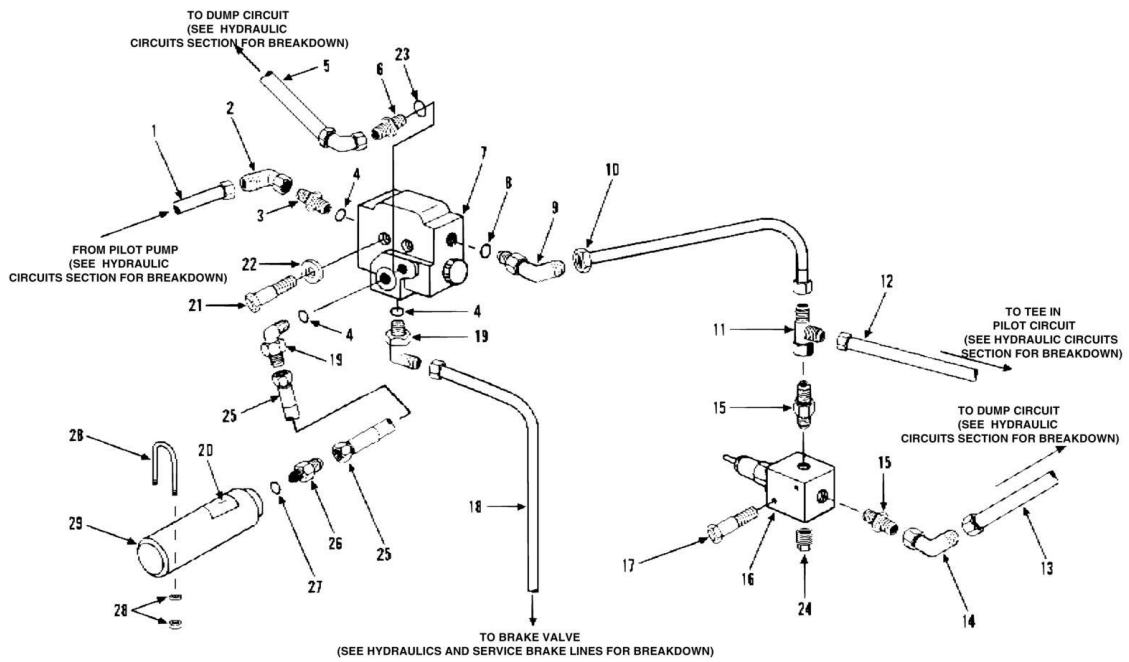 TO DUMP CIRCUIT
(SEE HYDRAULIC
CIRCUITS SECTION FOR BREAKDOWN)
5
6
23
2
1
4
7
3
8
9
10
FROM PILOT PUMP
(SEE HYDRAULIC
CIRCUITS SECTION FOR BREAKDOWN)
22
21
4
4
19
19
11
12
TO TEE IN
PILOT CIRCUIT
(SEE HYDRAULIC CIRCUITS
SECTION FOR BREAKDOWN)
25
15
TO DUMP CIRCUIT
(SEE HYDRAULIC
CIRCUITS SECTION FOR BREAKDOWN)
28
20
15
29
18
26
25
27
17
16
13
28
24
14
TO BRAKE VALVE
(SEE HYDRAULICS AND SERVICE BRAKE LINES FOR BREAKDOWN)